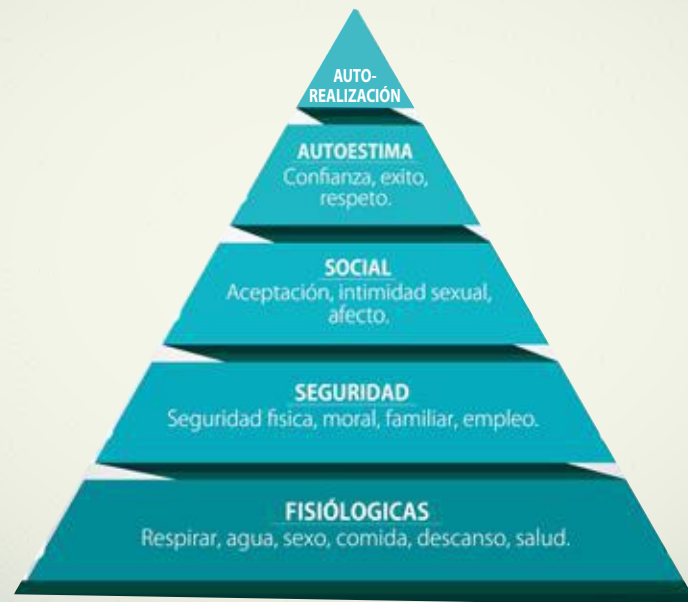 AUTO-
REALIZACIÓN
AUTOESTIMA
Confianza, exito,
respeto.
SOCIAL
Aceptación, intimidad sexual,
afecto.
SEGURIDAD
Seguridad fisica, moral, familiar, empleo.
FISIÓLOGICAS
Respirar, agua, sexo, comida, descanso, salud.